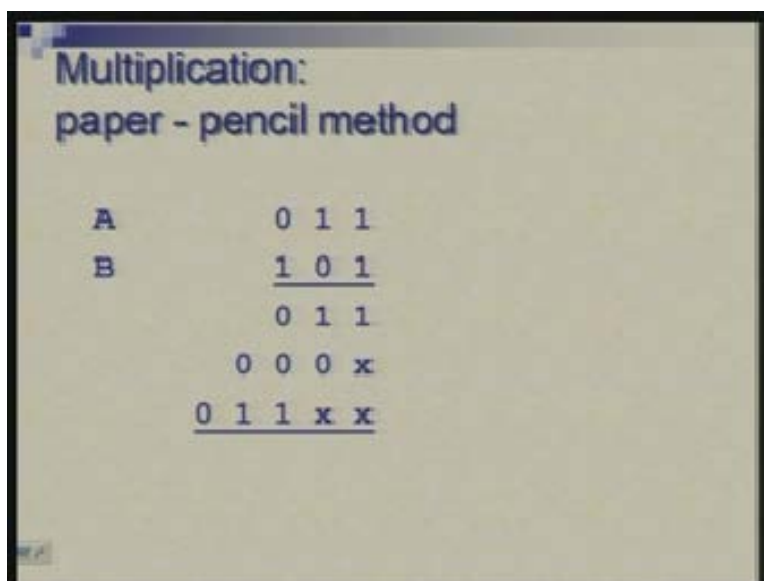 Multiplication:
paper - pencil method
A 0 1 1
B 1 0 1
0 1 1
0 0 0 x
0 1 1 x x